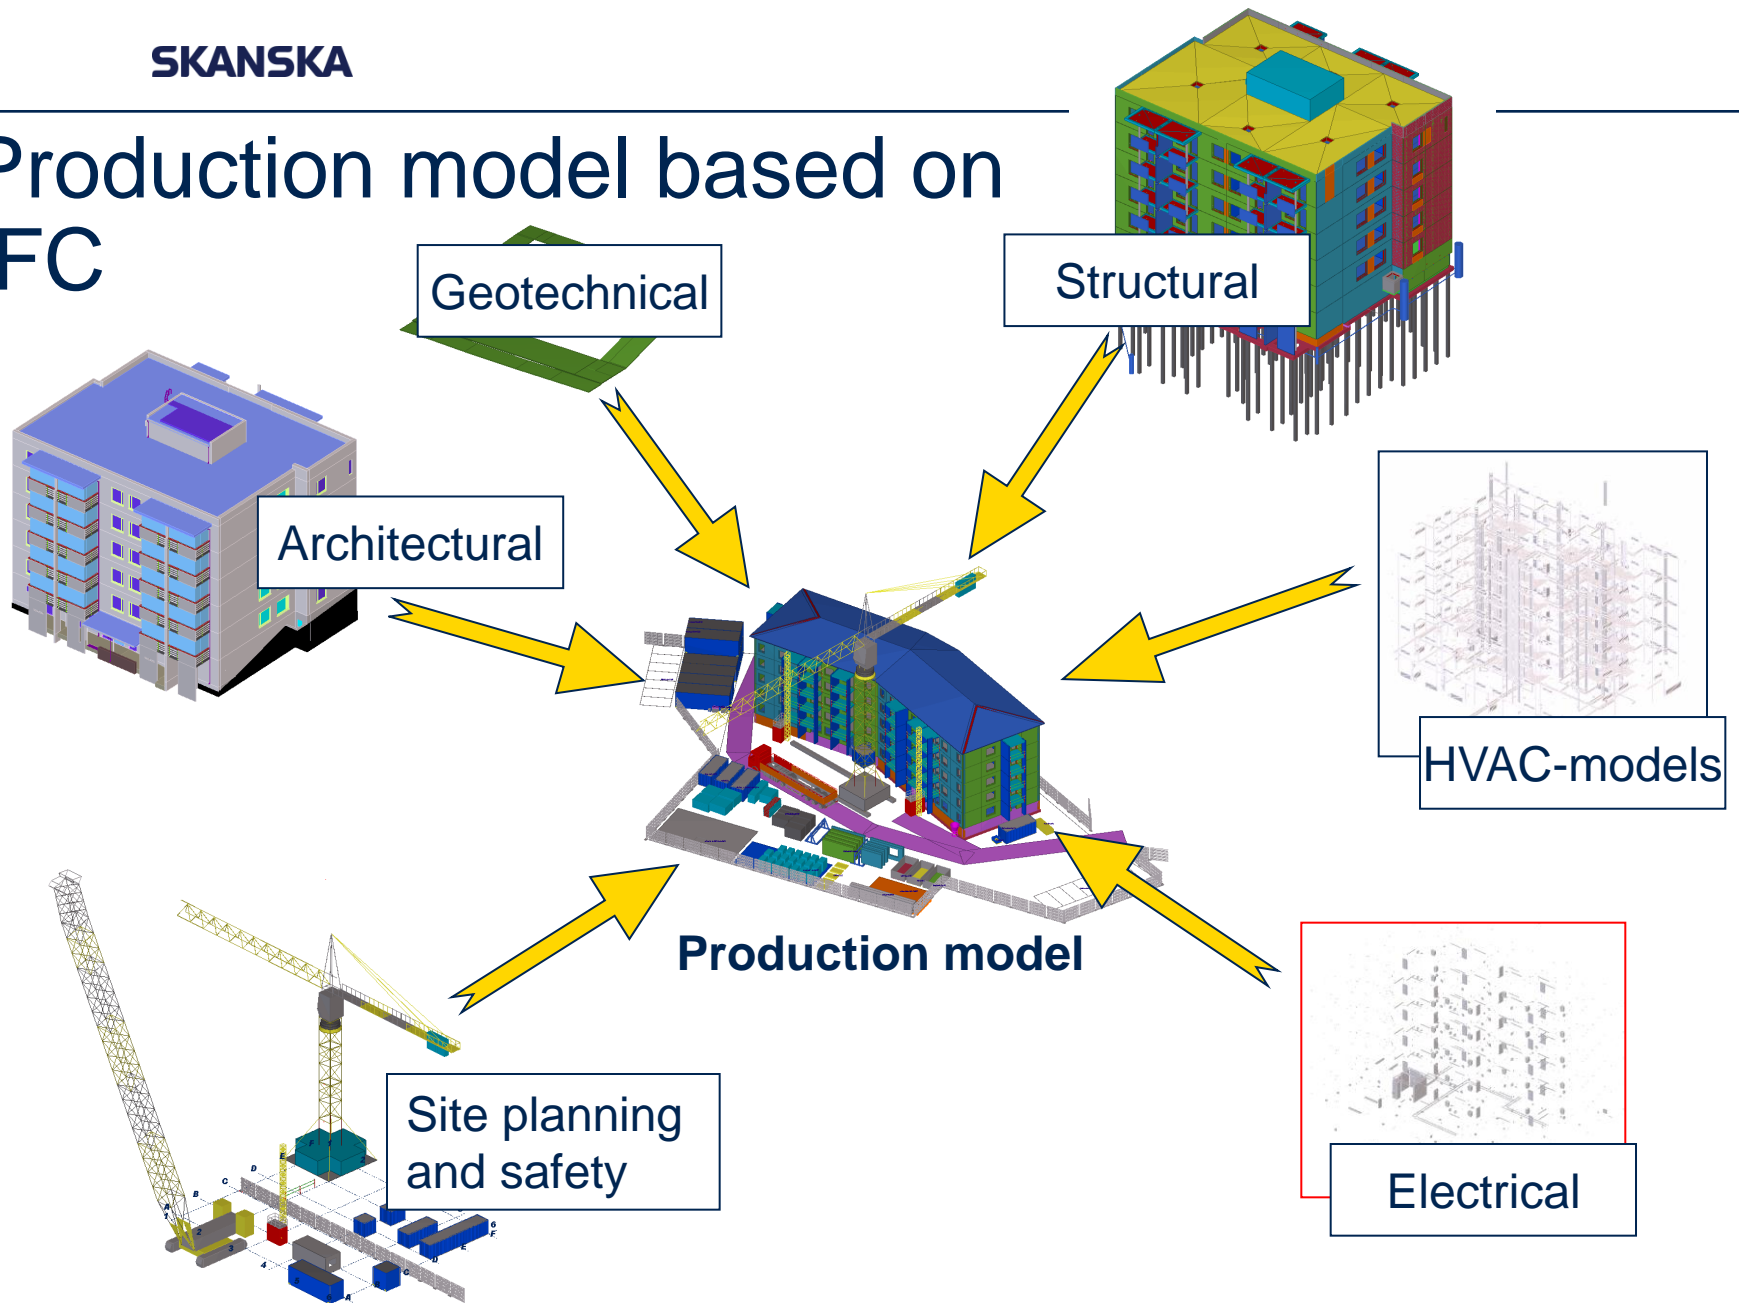 SKANSKA
Production model based on
FC
Geotechnical
Structural
Architectural
HVAC-models
Production model
Site planning
and safety
Electrical